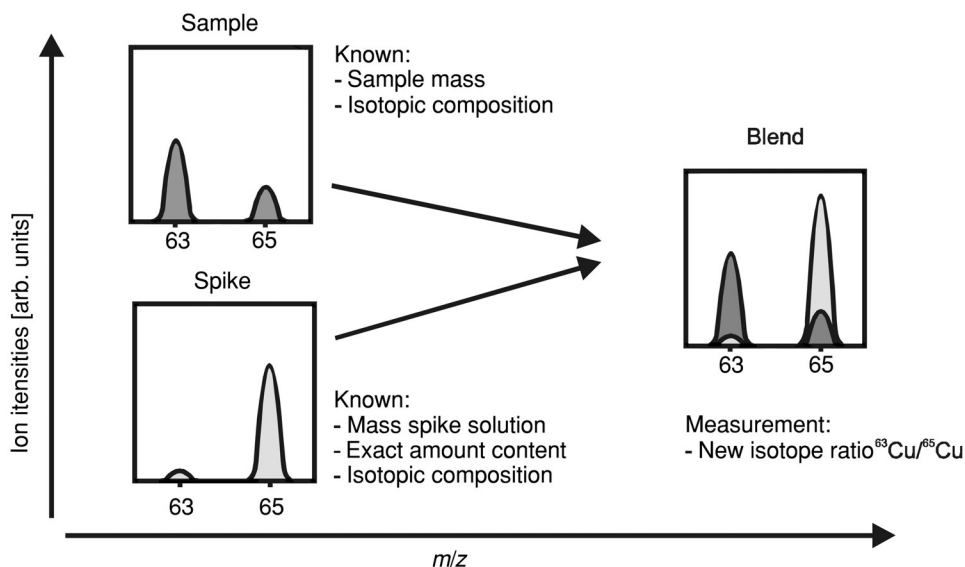 Sample
Known:
- Sample mass
- Isotopic composition
63 65
Spike
Known:
- Mass spike solution
- Exact amount content
- Isotopic composition
63 65
Blend
63 65
Measurement:
- New isotope ratio ⁶³Cu/⁶⁵Cu
Ion itensities [arb. units]
m/z